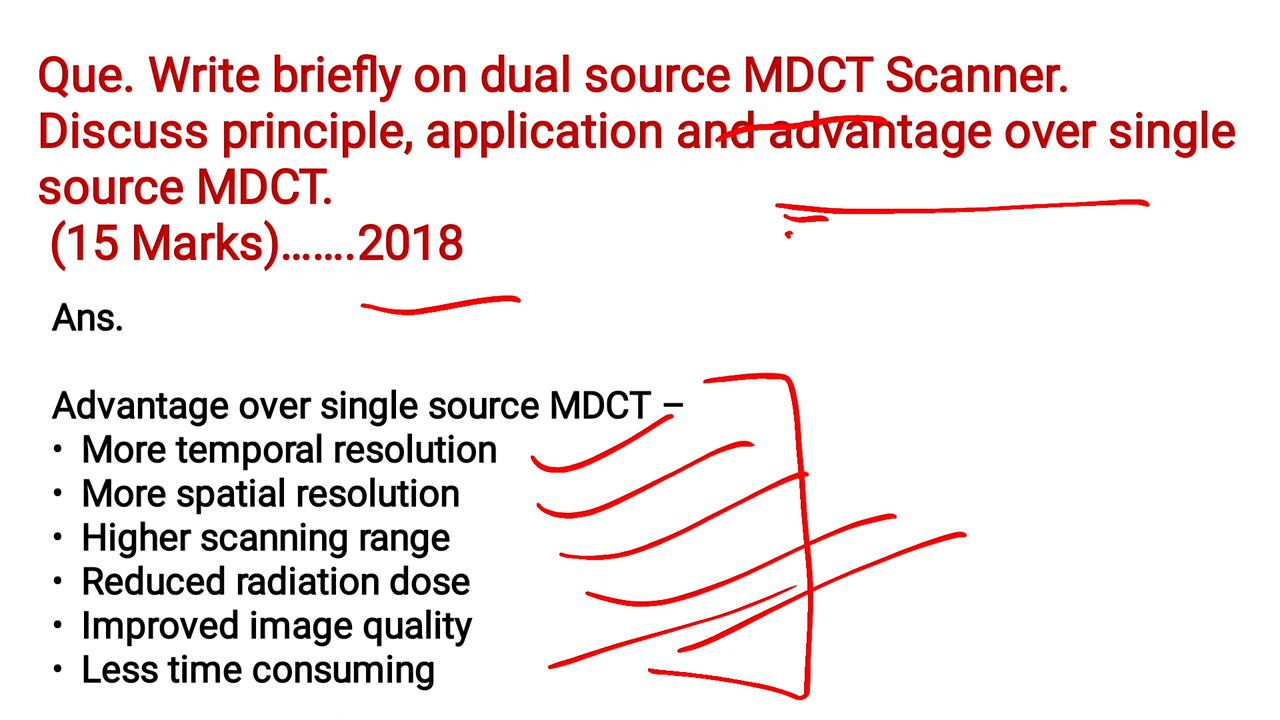 Que. Write briefly on dual source MDCT Scanner.
Discuss principle, application and advantage over single
source MDCT.
(15 Marks).......2018
Ans.
Advantage over single source MDCT –
• More temporal resolution
• More spatial resolution
• Higher scanning range
• Reduced radiation dose
• Improved image quality
• Less time consuming